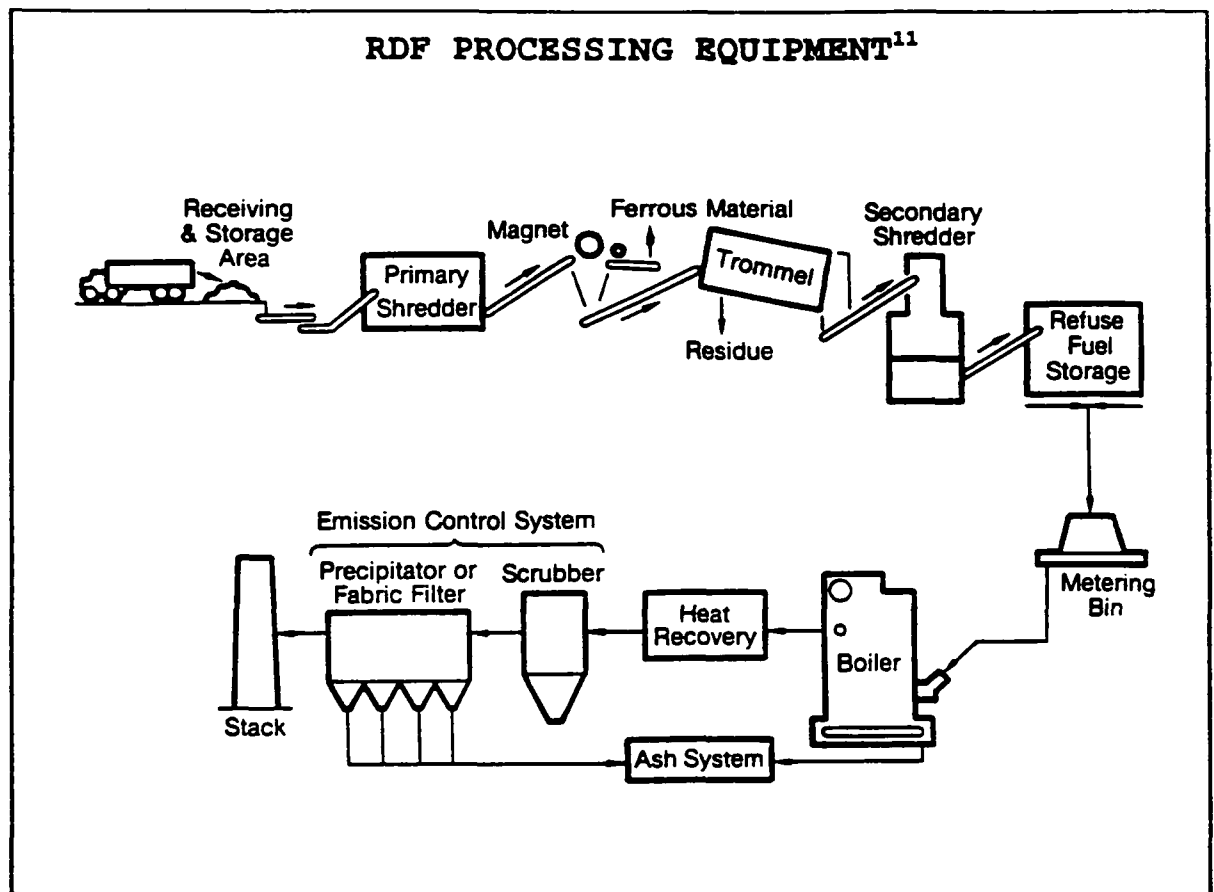 RDF PROCESSING EQUIPMENT11
Receiving
& Storage
Area
Primary
Shredder
Magnet
Ferrous Material
Trommel
Residue
Secondary
Shredder
Refuse
Fuel
Storage
Metering
Bin
Boiler
Heat
Recovery
Emission Control System
Scrubber
Precipitator or
Fabric Filter
Stack
Ash System